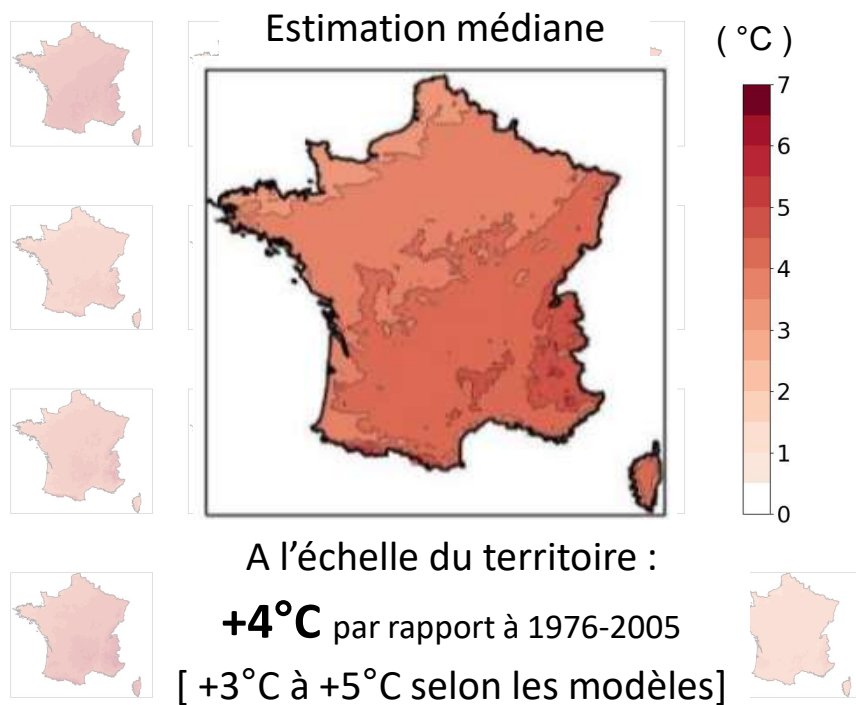 Estimation médiane
( °C )
7
6
5
4
3
2
1
0
A l’échelle du territoire :
+4°C par rapport à 1976-2005
[ +3°C à +5°C selon les modèles]